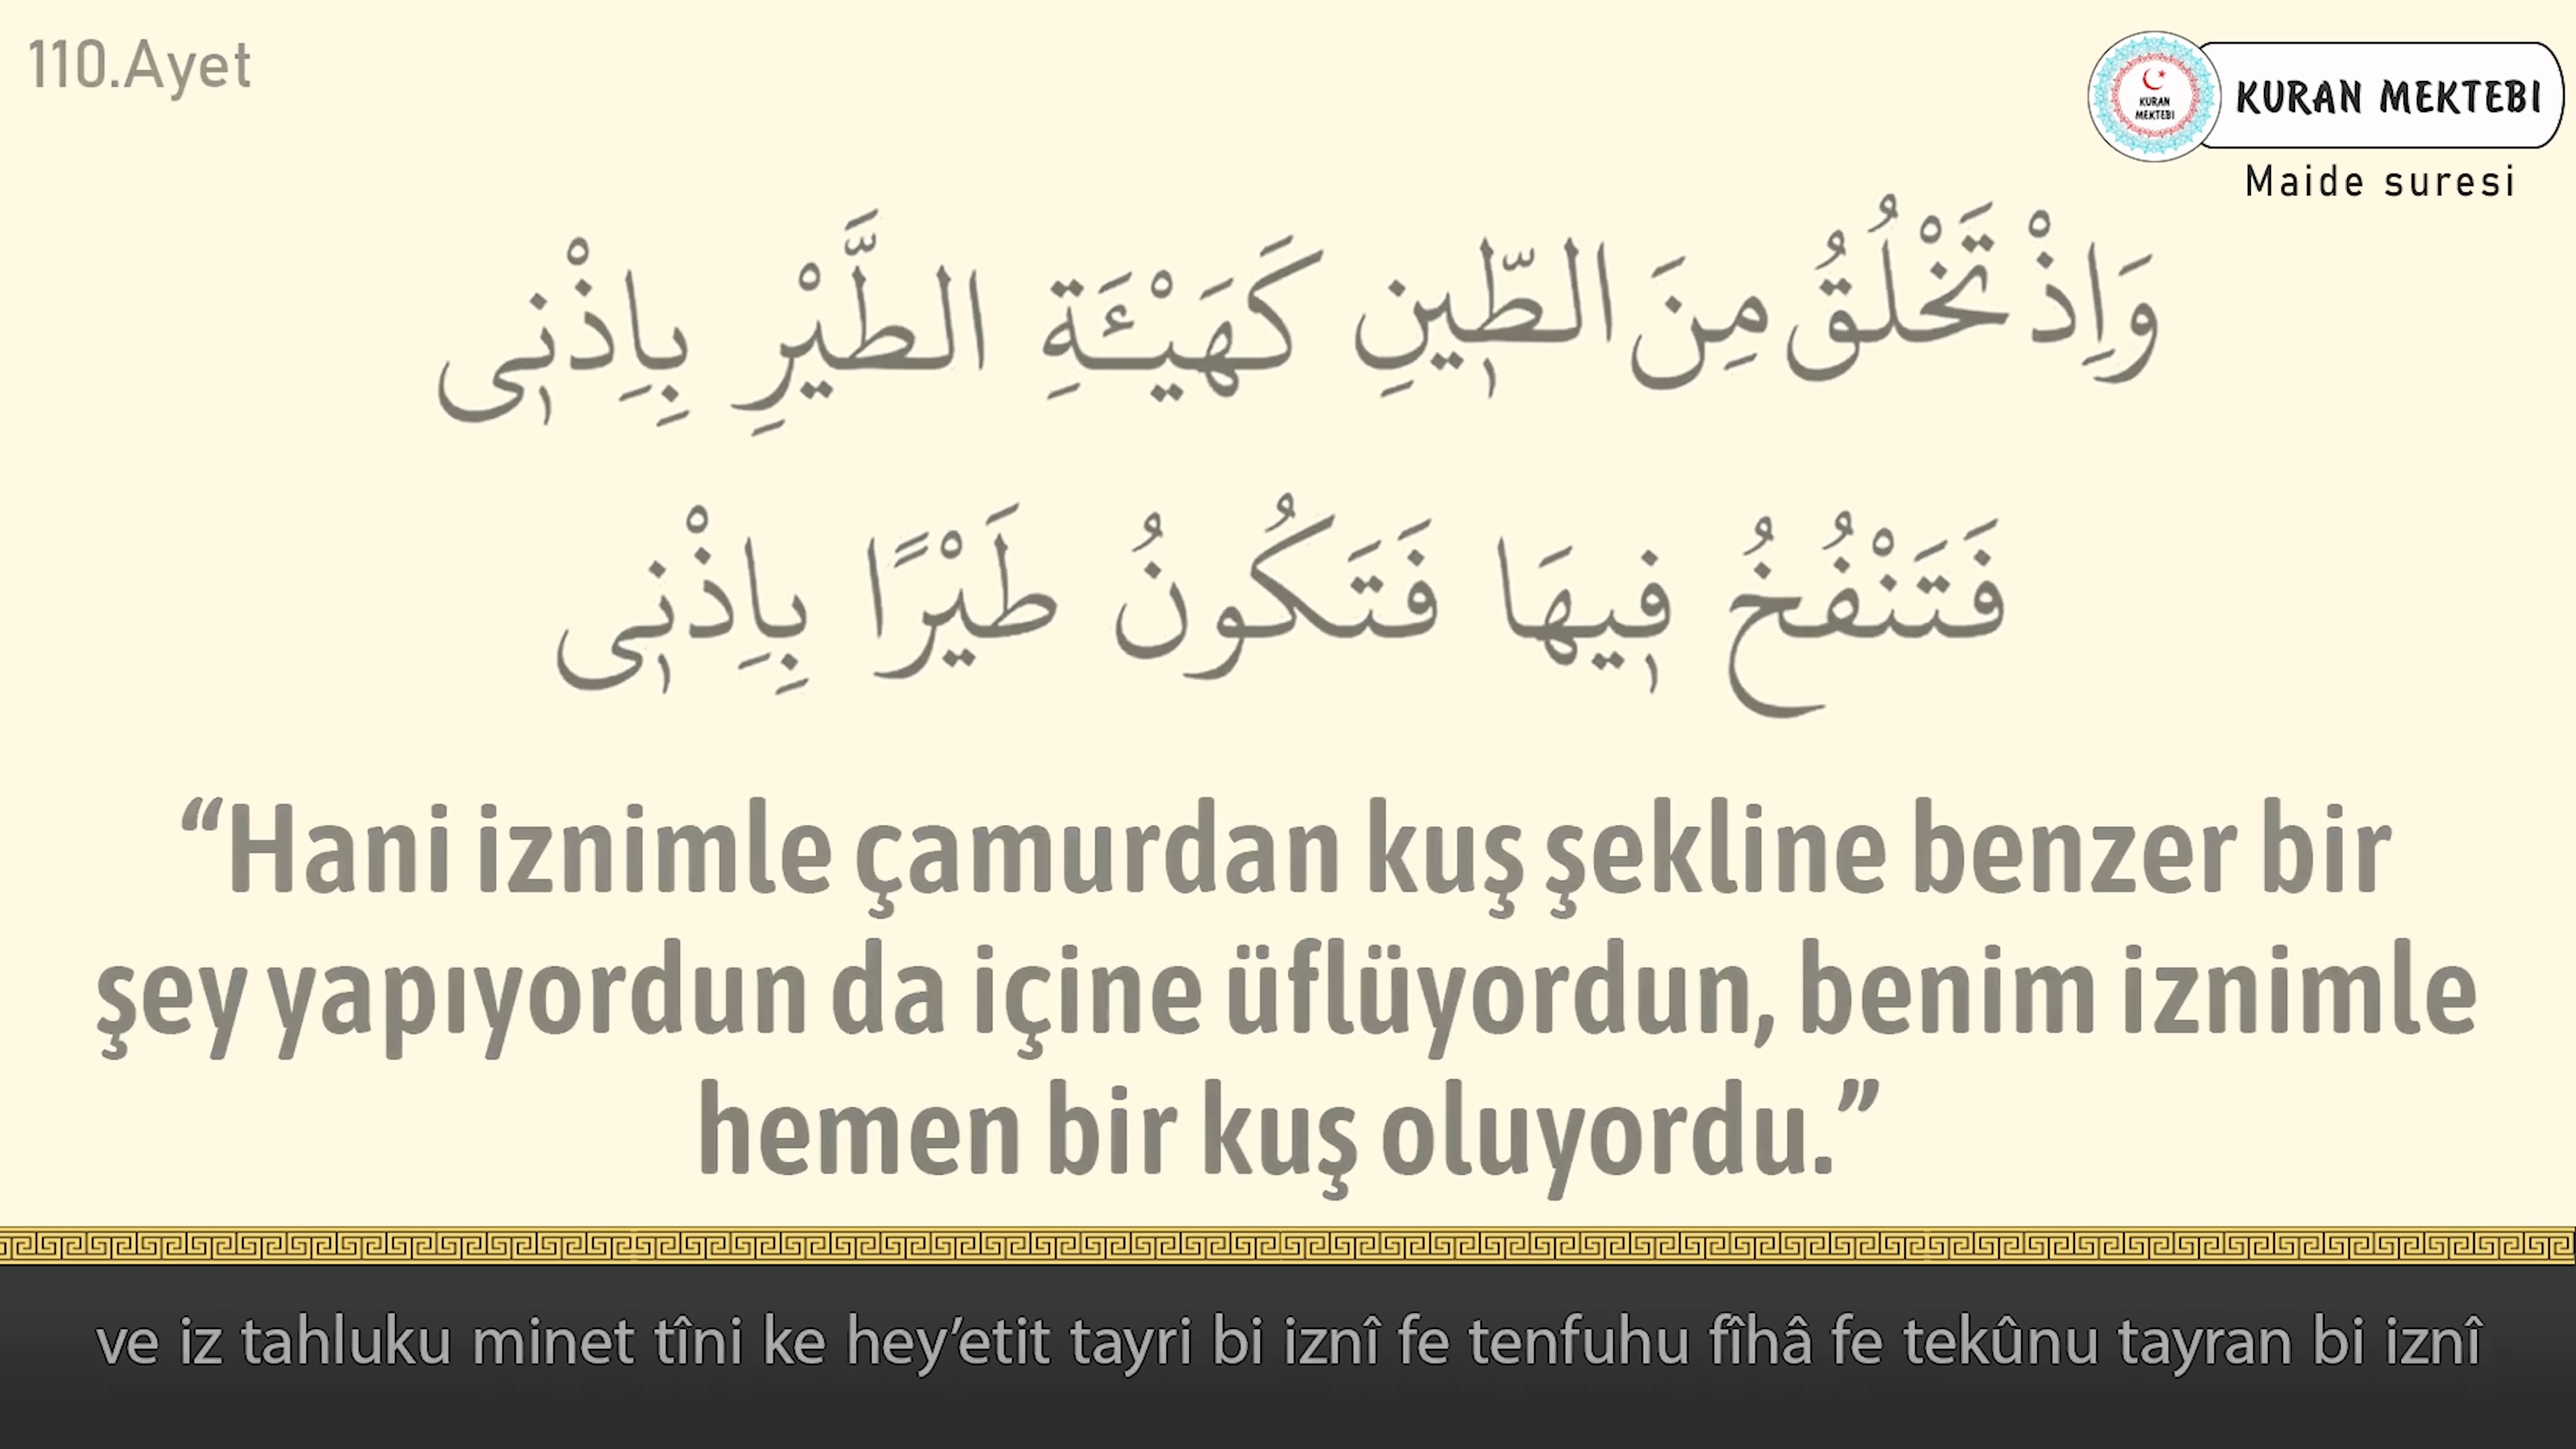 110.Ayet
KURAN
MEKTEBI
KURAN MEKTEBI
Maide suresi
وَاِذْ تَخْلُقُ مِنَ الطّ۪ينِ كَهَيْـَٔةِ الطَّيْرِ بِاِذْن۪ى
فَتَنْفُخُ ف۪يهَا فَتَكُونُ طَيْرًا بِاِذْن۪ى
“Hani iznimle çamurdan kuş şekline benzer bir
şey yapıyordun da içine üflüyordun, benim iznimle
hemen bir kuş oluyordu.”
ve iz tahluku minet tîni ke hey’etit tayri bi iznî fe tenfuhu fîhâ fe tekûnu tayran bi iznî